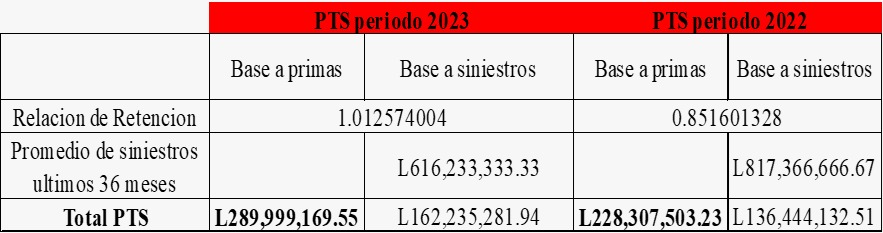 PTS periodo 2023 PTS periodo 2022
Base a primas Base a siniestros Base a primas Base a siniestros
Relacion de Retencion 1.012574004 0.851601328
Promedio de siniestros
ultimos 36 meses L616,233,333.33 L817,366,666.67
Total PTS L289,999,169.55 L162,235,281.94 L228,307,503.23 L136,444,132.51